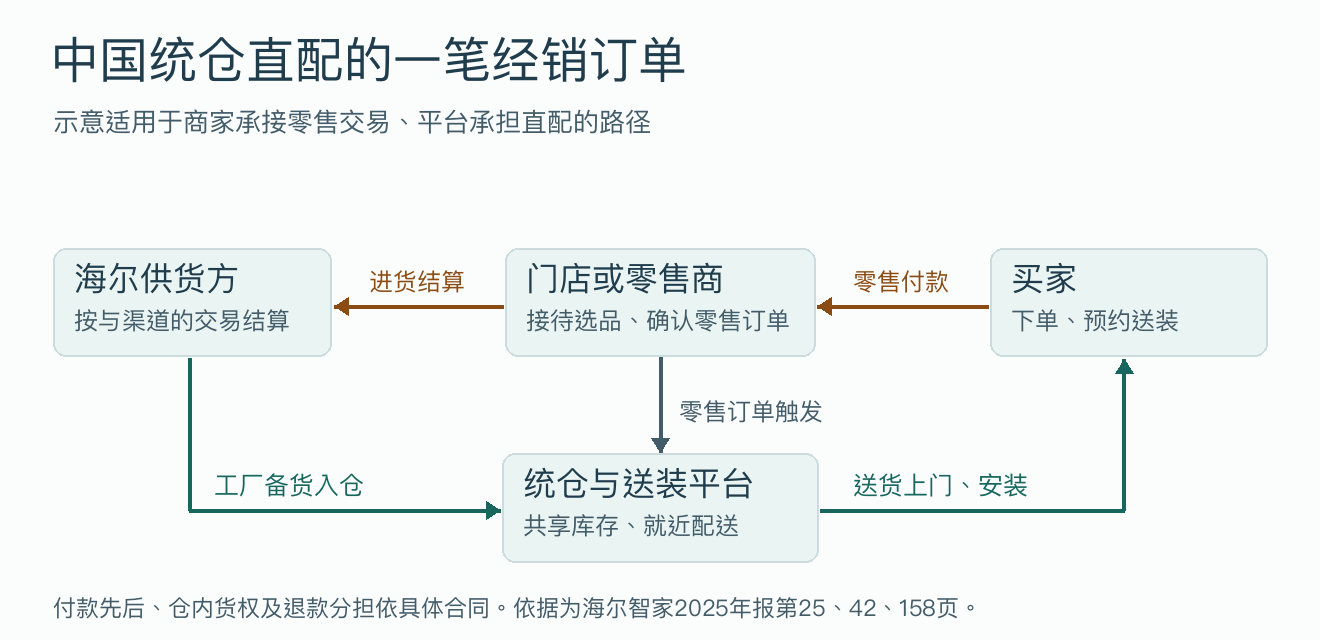 中国统仓直配的一笔经销订单
示意适用于商家承接零售交易、平台承担直配的路径
海尔供货方
按与渠道的交易结算
进货结算
门店或零售商
接待选品、确认零售订单
零售付款
买家
下单、预约送装
零售订单触发
工厂备货入仓
统仓与送装平台
共享库存、就近配送
送货上门、安装
付款先后、仓内货权及退款分担依具体合同。依据为海尔智家2025年报第25、42、158页。